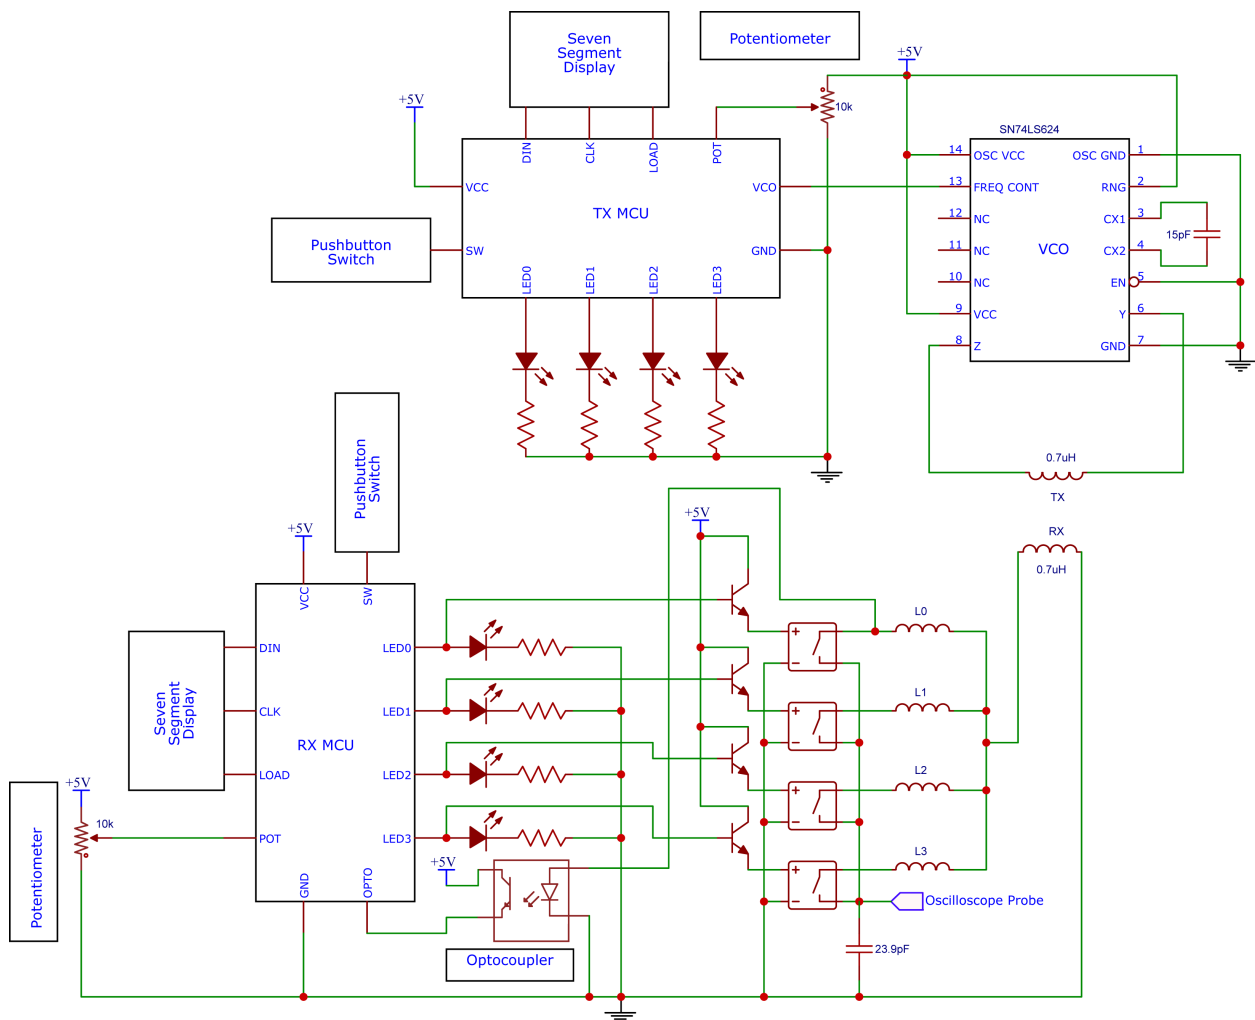 Seven
Segment
Display
Potentiometer
+5V
+5V
10k
DIN
CLK
LOAD
POT
VCC
VCO
TX MCU
SW
GND
LED0
LED1
LED2
LED3
Pushbutton
Switch
SN74LS624
14
OSC VCC
OSC GND
1
13
FREQ CONT
RNG
2
12
NC
CX1
3
11
NC
VCO
CX2
4
15pF
10
NC
EN
5
9
VCC
Y
6
8
Z
GND
7
0.7uH
TX
RX
0.7uH
Pushbutton
Switch
+5V
+5V
VCC
SW
DIN
LED0
CLK
LED1
RX MCU
LOAD
LED2
POT
LED3
GND
OPTO
Seven
Segment
Display
Potentiometer
+5V
10k
+5V
Optocoupler
+
−
L0
+
−
L1
+
−
L2
+
−
L3
Oscilloscope Probe
23.9pF